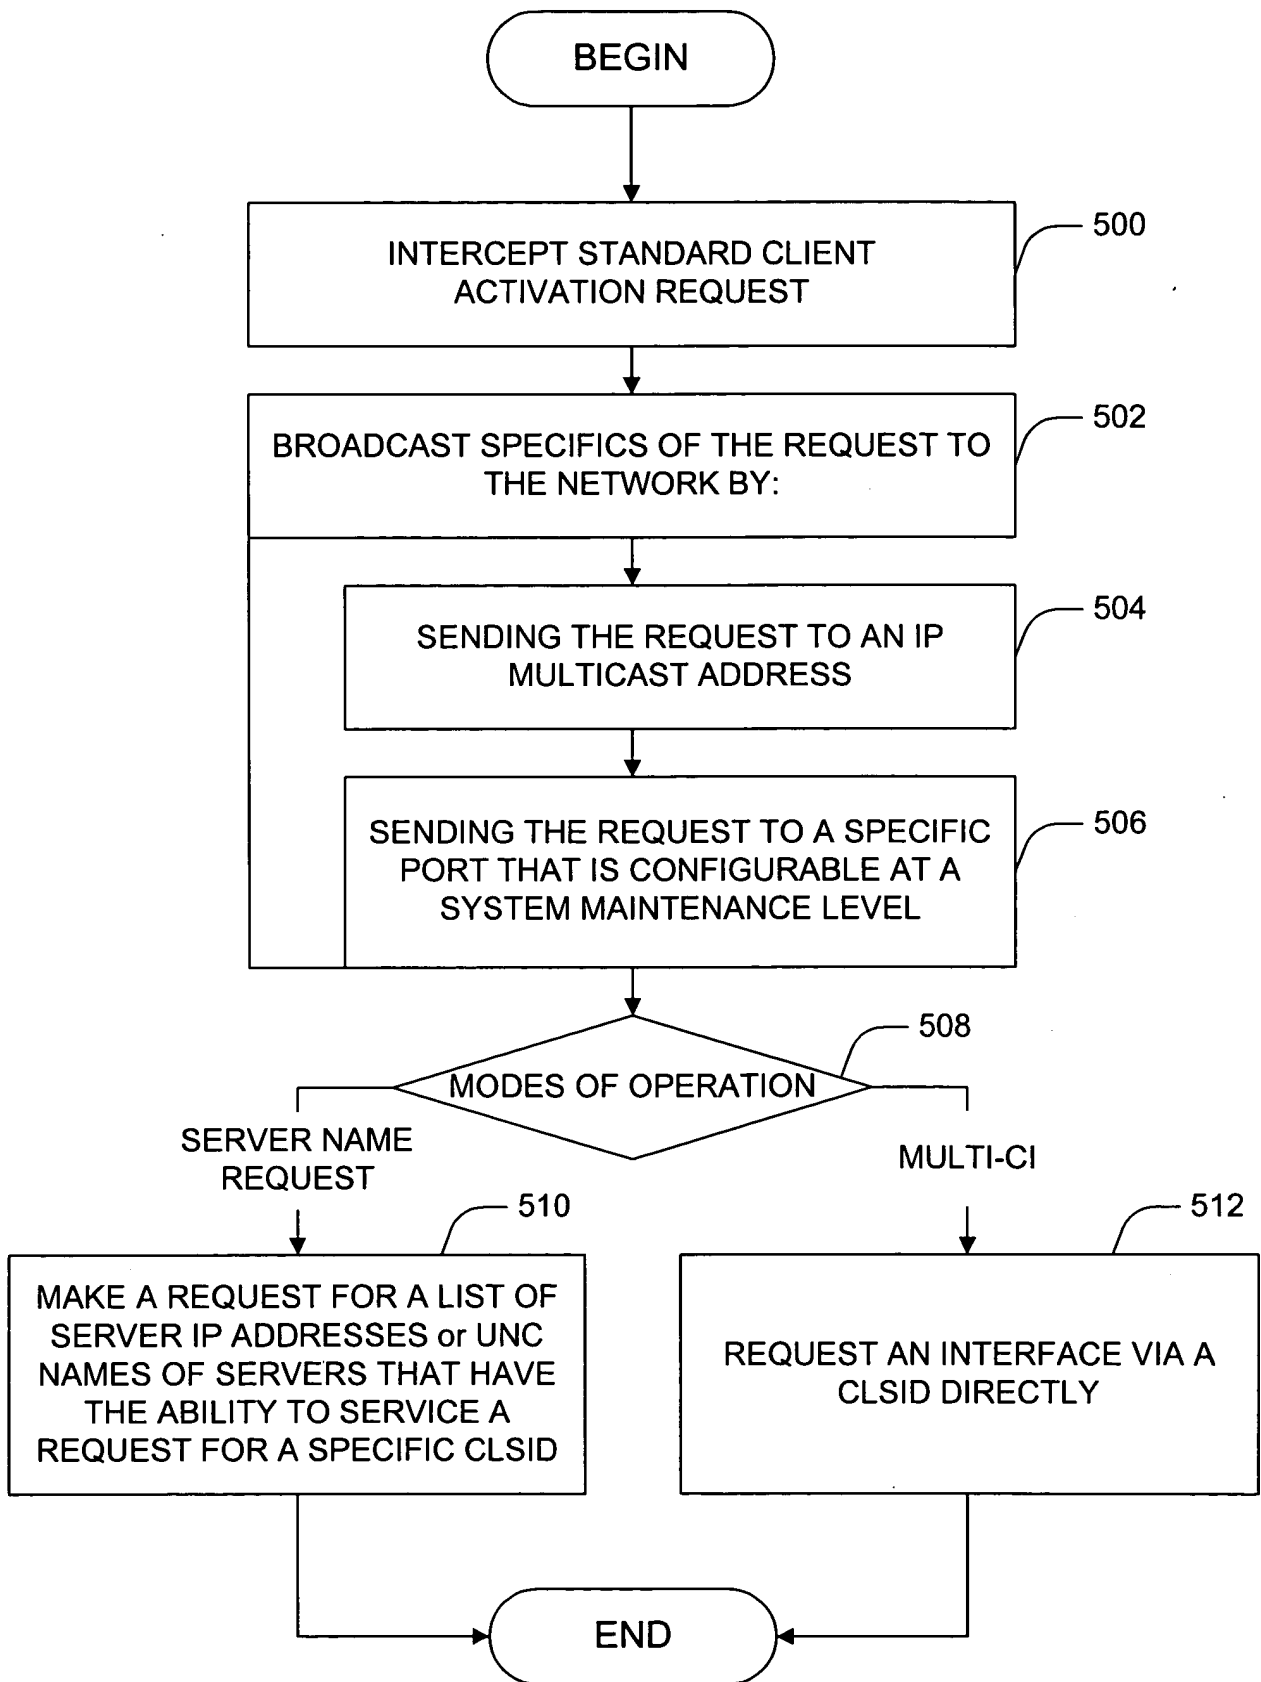 BEGIN
INTERCEPT STANDARD CLIENT
ACTIVATION REQUEST
500
BROADCAST SPECIFICS OF THE REQUEST TO
THE NETWORK BY:
502
SENDING THE REQUEST TO AN IP
MULTICAST ADDRESS
504
SENDING THE REQUEST TO A SPECIFIC
PORT THAT IS CONFIGURABLE AT A
SYSTEM MAINTENANCE LEVEL
506
MODES OF OPERATION
508
SERVER NAME
REQUEST
MULTI-CI
510
MAKE A REQUEST FOR A LIST OF
SERVER IP ADDRESSES or UNC
NAMES OF SERVERS THAT HAVE
THE ABILITY TO SERVICE A
REQUEST FOR A SPECIFIC CLSID
512
REQUEST AN INTERFACE VIA A
CLSID DIRECTLY
END